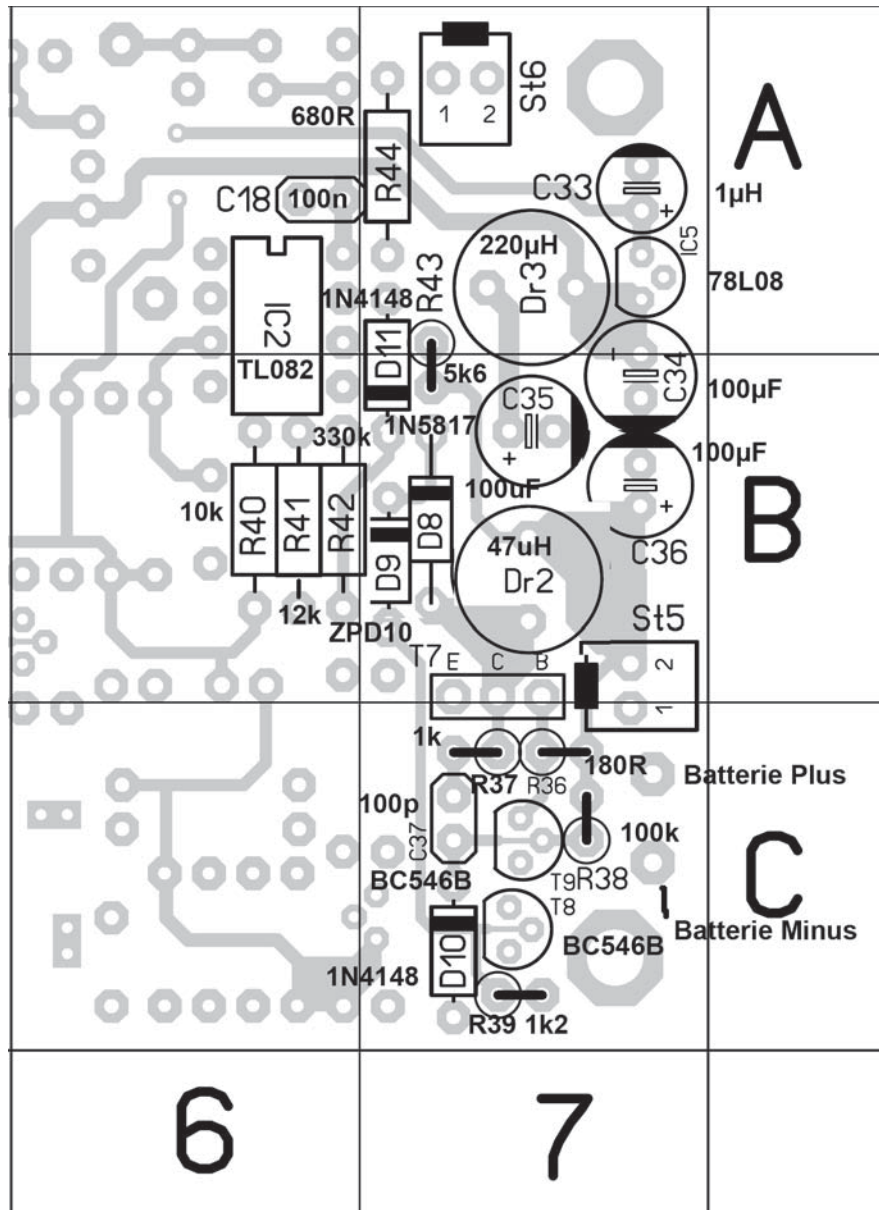 St6
1 2
680R
R44
A
C33
1µH
+
C18
100n
IC5
220µH
Dr3
78L08
R43
1N4148
IC2
TL082
D11
5k6
-
C34
100µF
C35
1N5817
+
330k
100µF
100uF
10k
R40
R41
R42
D9
D8
47uH
Dr2
+
C36
B
12k
ZPD10
St5
T7
E C B
2
1
1k
R37
R36
180R
Batterie Plus
100p
C37
100k
BC546B
T9
R38
C
T8
1
Batterie Minus
BC546B
D10
1N4148
R39 1k2
6
7